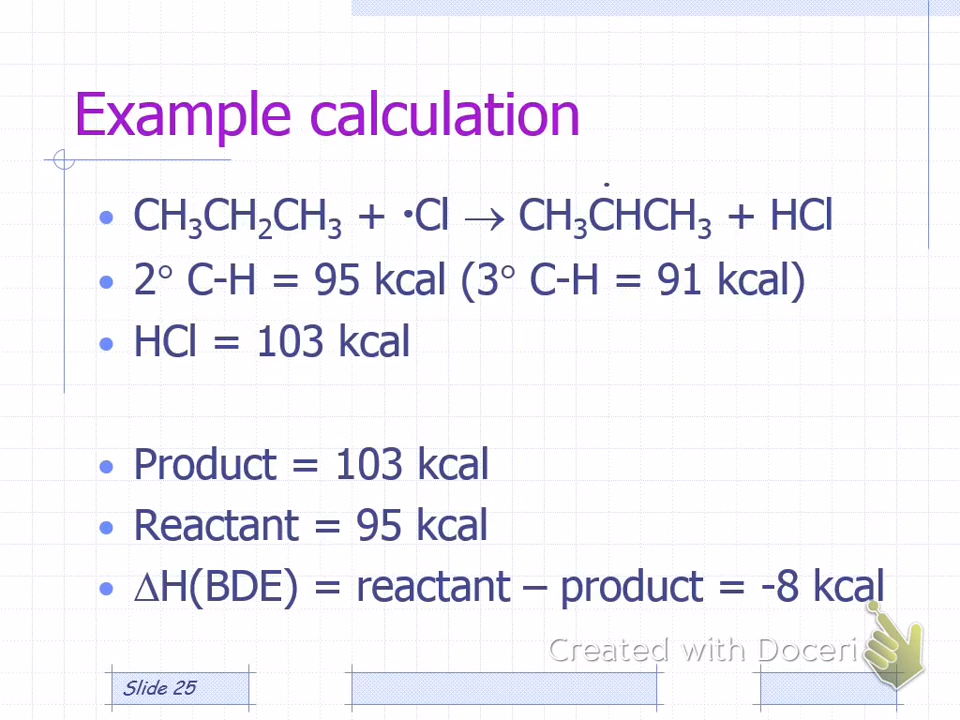 Example calculation
• CH₃CH₂CH₃ + ·Cl → CH₃ĊHCH₃ + HCl
• 2° C-H = 95 kcal (3° C-H = 91 kcal)
• HCl = 103 kcal
• Product = 103 kcal
• Reactant = 95 kcal
• ΔH(BDE) = reactant – product = -8 kcal
Created with Doceri
Slide 25